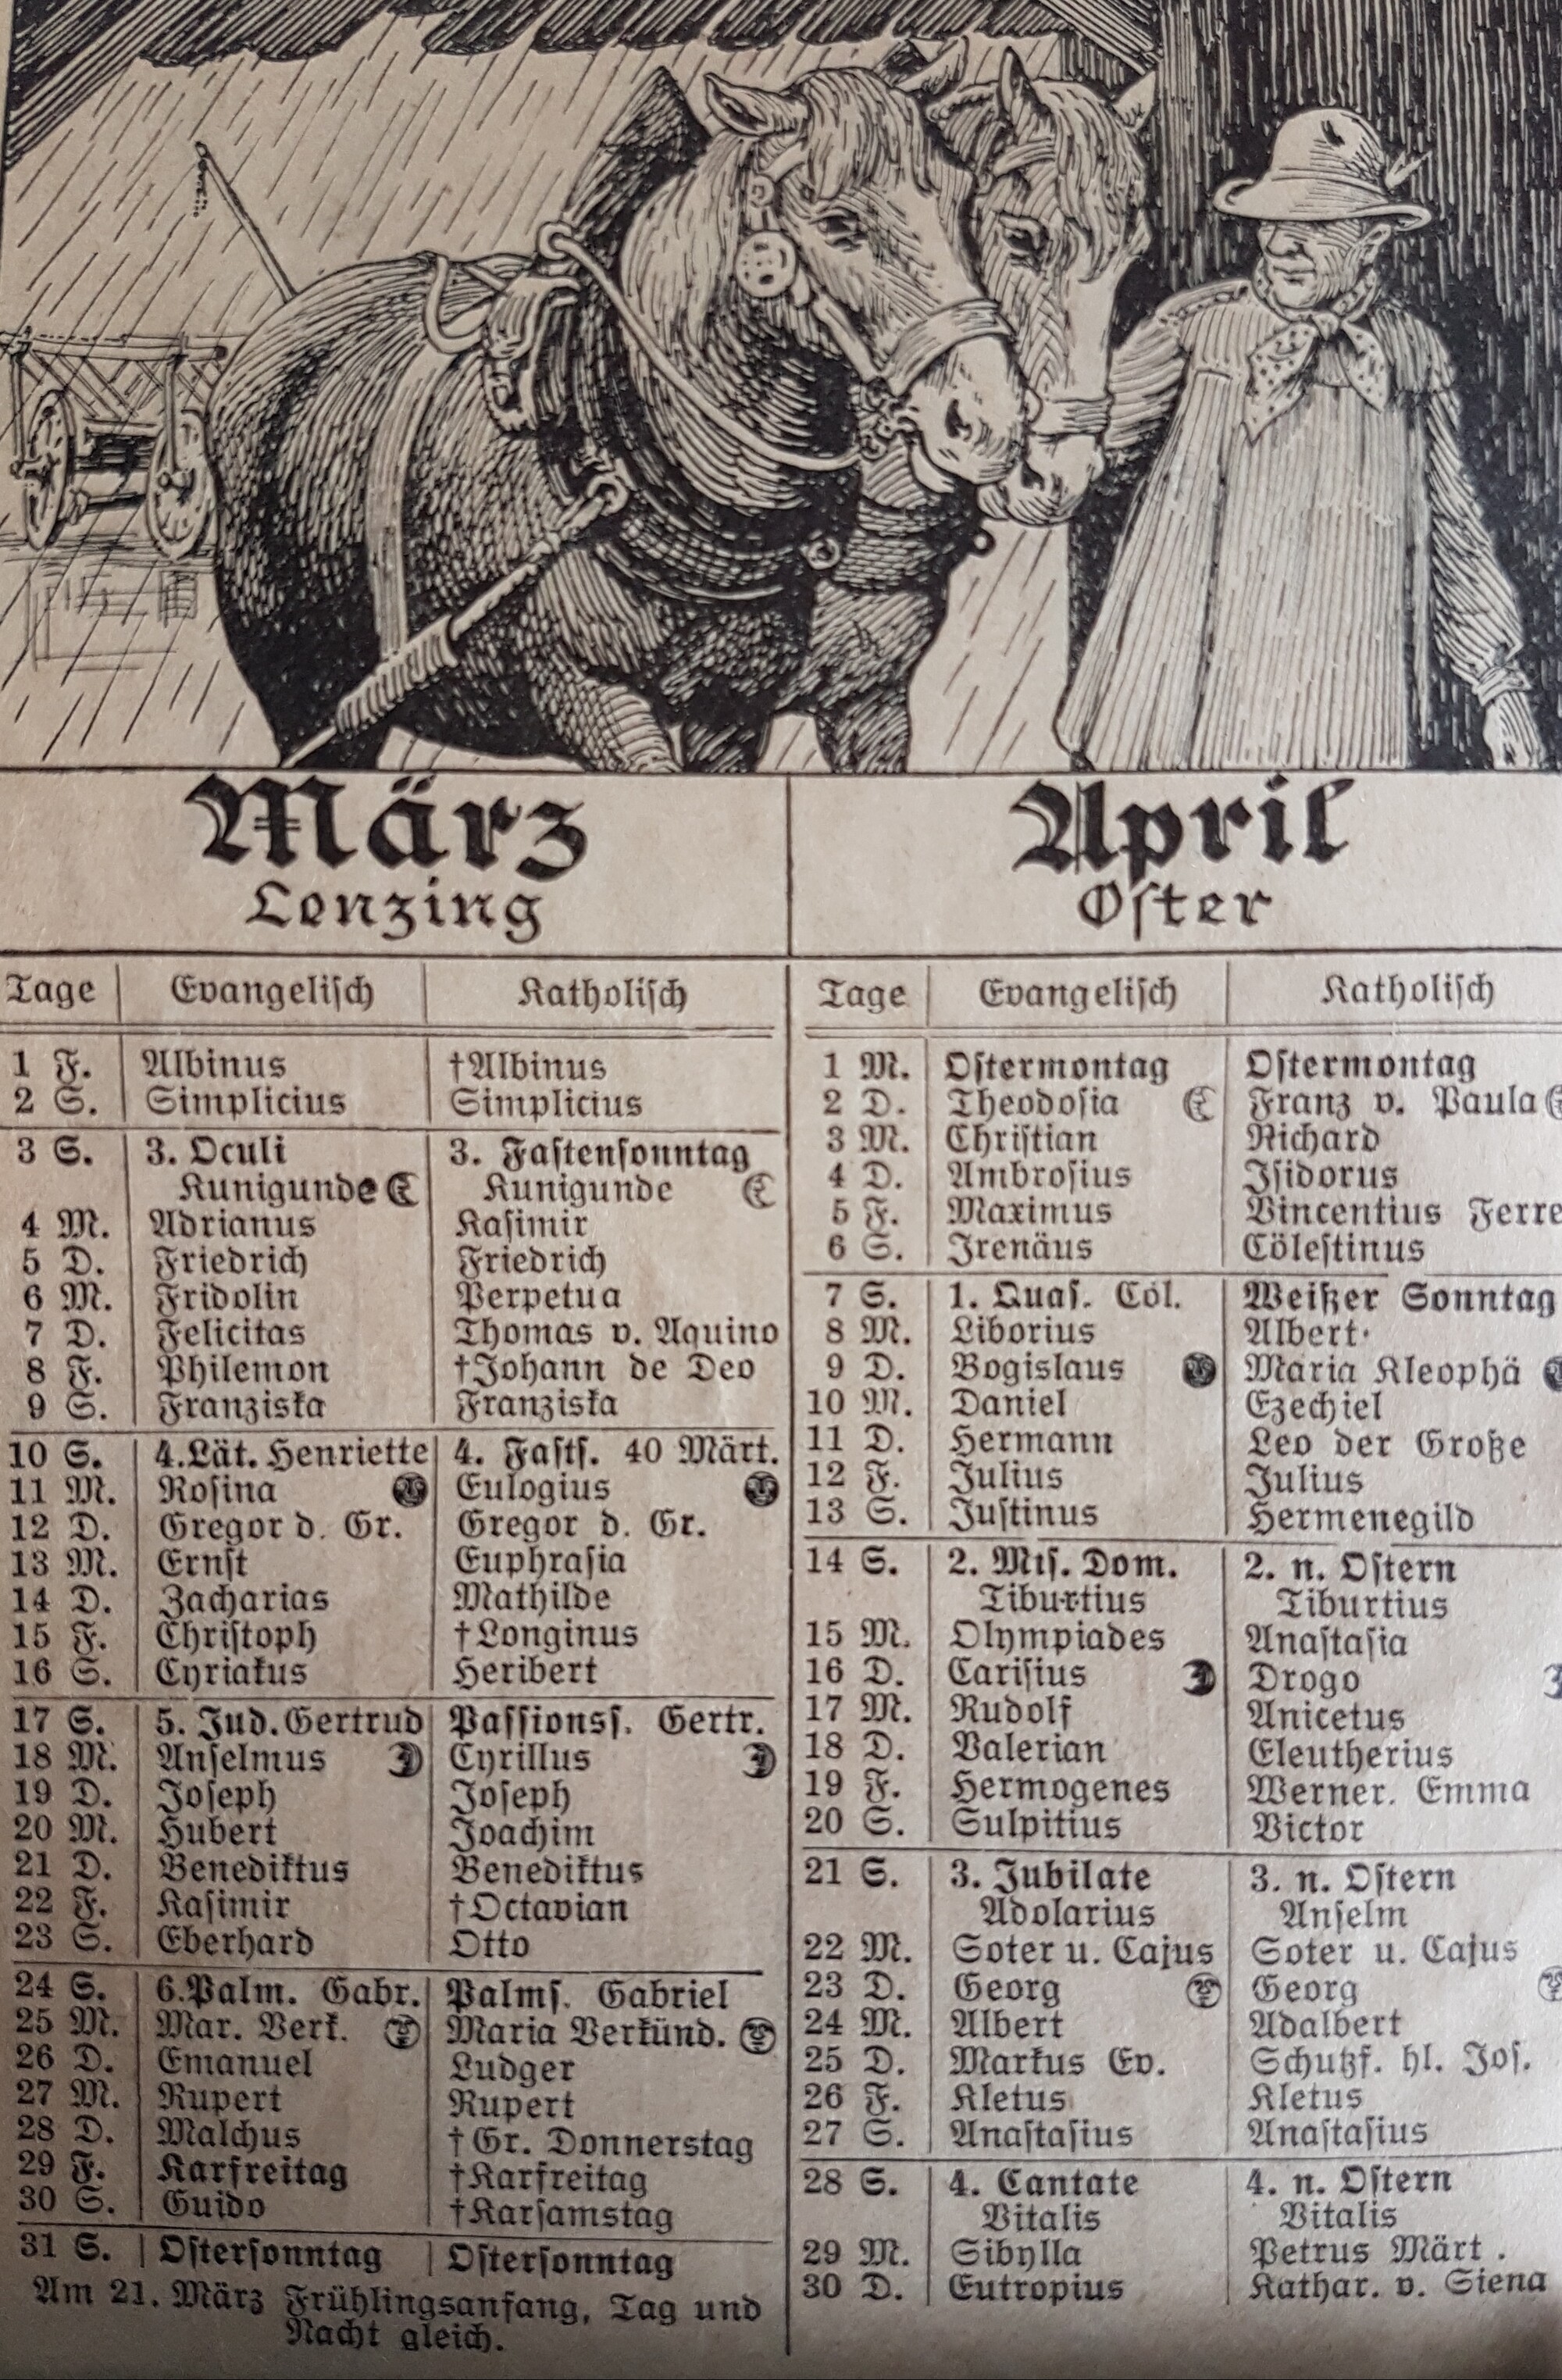 März
Lenzing
Tage Evangelisch Katholisch
1 F. Albinus †Albinus
2 S. Simplicius Simplicius
3 S. 3. Oculi 3. Fastensonntag
Kunigunde Kunigunde
4 M. Adrianus Kasimir
5 D. Friedrich Friedrich
6 M. Fridolin Perpetua
7 D. Felicitas Thomas v. Aquino
8 F. Philemon †Johann de Deo
9 S. Franziska Franziska
10 S. 4.Lät. Henriette 4. Fasts. 40 Märt.
11 M. Rosina Eulogius
12 D. Gregor d. Gr. Gregor d. Gr.
13 M. Ernst Euphrasia
14 D. Zacharias Mathilde
15 F. Christoph †Longinus
16 S. Cyriakus Heribert
17 S. 5. Jud. Gertrud Passionss. Gertr.
18 M. Anselmus Cyrillus
19 D. Joseph Joseph
20 M. Hubert Joachim
21 D. Benediktus Benediktus
22 F. Kasimir †Octavian
23 S. Eberhard Otto
24 S. 6.Palm. Gabr. Palms. Gabriel
25 M. Mar. Verk. Maria Verkünd.
26 D. Emanuel Ludger
27 M. Rupert Rupert
28 D. Malchus †Gr. Donnerstag
29 F. Karfreitag †Karfreitag
30 S. Guido †Karsamstag
31 S. Ostersonntag Ostersonntag
Am 21. März Frühlingsanfang, Tag und
Nacht gleich.
April
Oster
Tage Evangelisch Katholisch
1 M. Ostermontag Ostermontag
2 D. Theodosia Franz v. Paula
3 M. Christian Richard
4 D. Ambrosius Isidorus
5 F. Maximus Vincentius Ferre
6 S. Irenäus Cölestinus
7 S. 1. Quas. Cöl. Weißer Sonntag
8 M. Liborius Albert
9 D. Bogislaus Maria Kleophä
10 M. Daniel Ezechiel
11 D. Hermann Leo der Große
12 F. Julius Julius
13 S. Justinus Hermenegild
14 S. 2. Mis. Dom. 2. n. Ostern
Tiburtius Tiburtius
15 M. Olympiades Anastasia
16 D. Carisius Drogo
17 M. Rudolf Anicetus
18 D. Valerian Eleutherius
19 F. Hermogenes Werner. Emma
20 S. Sulpitius Victor
21 S. 3. Jubilate 3. n. Ostern
Adolarius Anselm
22 M. Soter u. Cajus Soter u. Cajus
23 D. Georg Georg
24 M. Albert Adalbert
25 D. Markus Ev. Schutzf. hl. Jos.
26 F. Kletus Kletus
27 S. Anastasius Anastasius
28 S. 4. Cantate 4. n. Ostern
Vitalis Vitalis
29 M. Sibylla Petrus Märt.
30 D. Eutropius Kathar. v. Siena